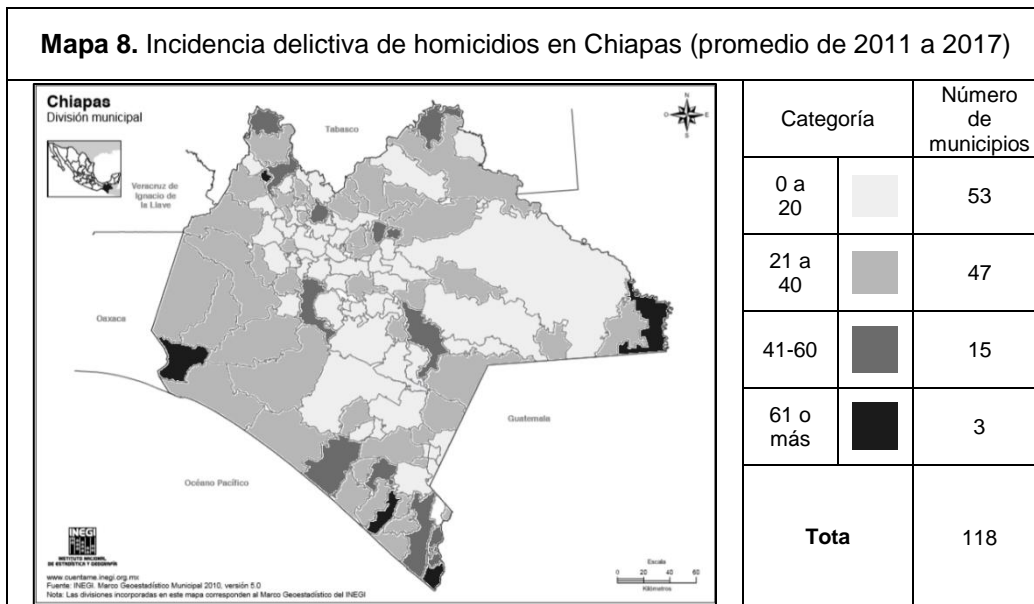 Mapa 8. Incidencia delictiva de homicidios en Chiapas (promedio de 2011 a 2017)
Chiapas
División municipal
Tabasco
Veracruz de
Ignacio de
la Llave
Oaxaca
Guatemala
Océano Pacífico
N
O
E
S
INEGI
INSTITUTO NACIONAL
DE ESTADÍSTICA Y GEOGRAFÍA
www.cuentame.inegi.org.mx
Fuente: INEGI. Marco Geoestadístico Municipal 2010, versión 5.0
Nota: Las divisiones incorporadas en este mapa corresponden al Marco Geoestadístico del INEGI
Escala
0 20 40 60
Kilómetros
Categoría
Número
de
municipios
0 a
20
53
21 a
40
47
41-60
15
61 o
más
3
Tota
118